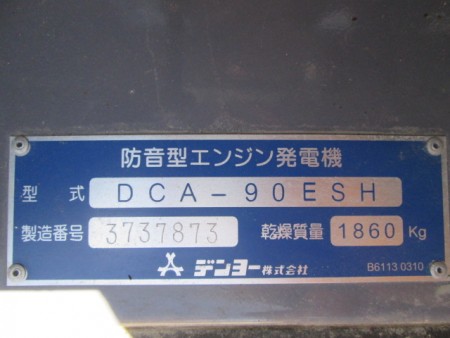 防音型エンジン発電機
型式 DCA-90ESH
製造番号 3737873 乾燥質量 1860 Kg
デンヨー株式会社 B6113 0310